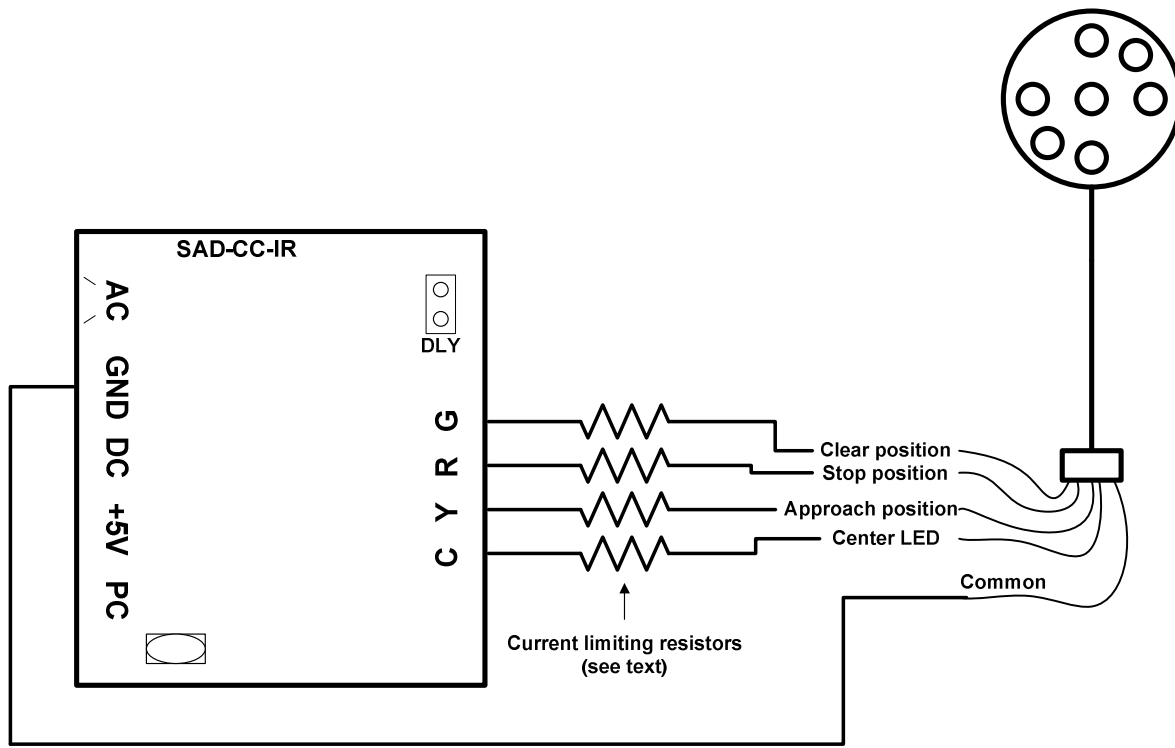 SAD-CC-IR
AC
GND
DC
+5V
PC
DLY
G
R
Y
C
Clear position
Stop position
Approach position
Center LED
Common
Current limiting resistors
(see text)